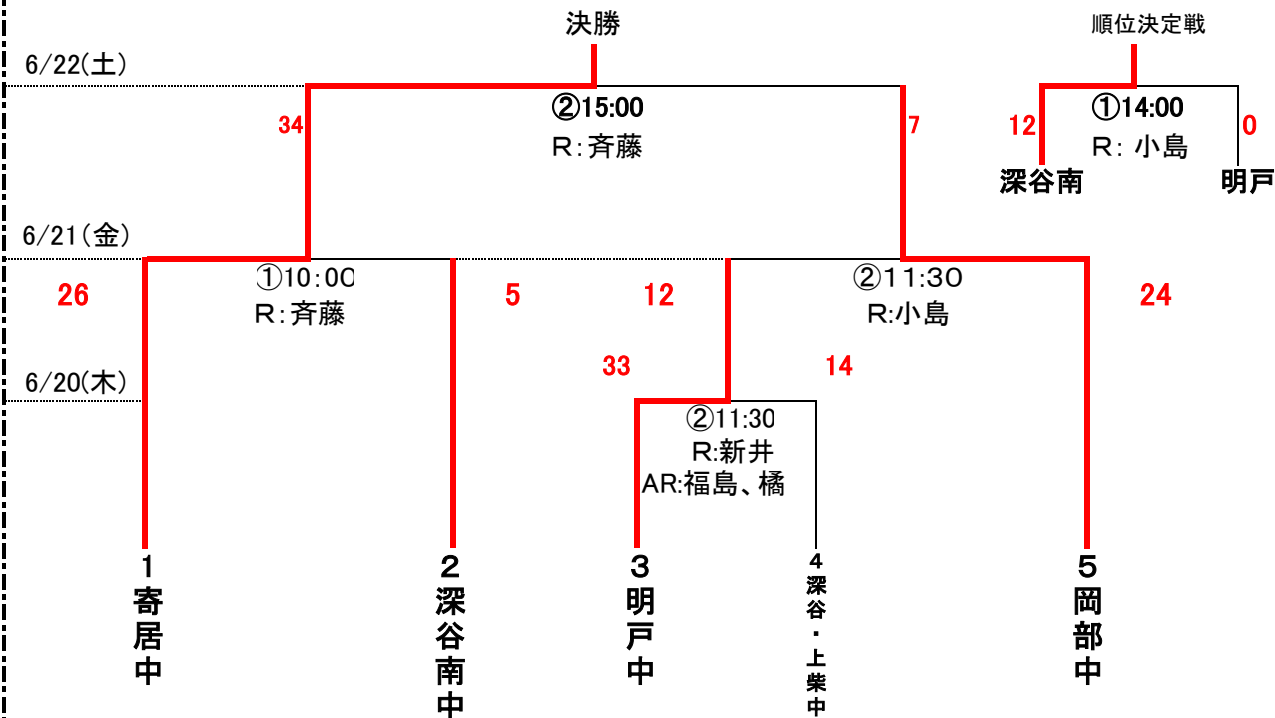 決勝
順位決定戦
6/22(土)
②15:00
R:斉藤
34
7
①14:00
R: 小島
12
0
深谷南
明戸
6/21(金)
①10:00
R:斉藤
26
5
12
②11:30
R:小島
24
33
14
6/20(木)
②11:30
R:新井
AR:福島、橘
1
寄居中
2
深谷南中
3
明戸中
4
深谷・上柴中
5
岡部中